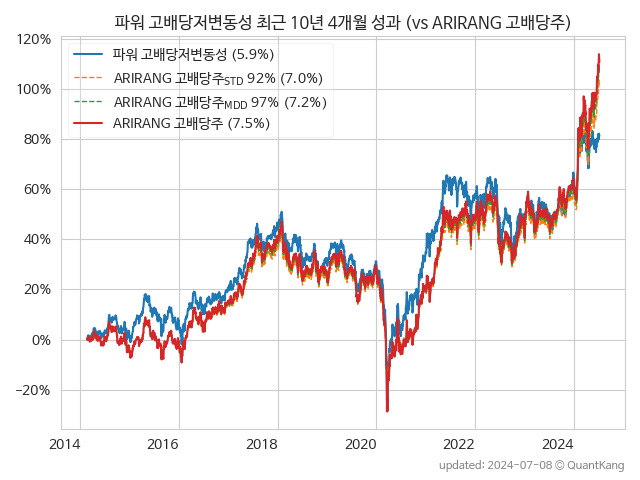 파워 고배당저변동성 최근 10년 4개월 성과 (vs ARIRANG 고배당주)
120%
100%
80%
60%
40%
20%
0%
−20%
파워 고배당저변동성 (5.9%)
ARIRANG 고배당주STD 92% (7.0%)
ARIRANG 고배당주MDD 97% (7.2%)
ARIRANG 고배당주 (7.5%)
2014 2016 2018 2020 2022 2024
updated: 2024-07-08 © QuantKang